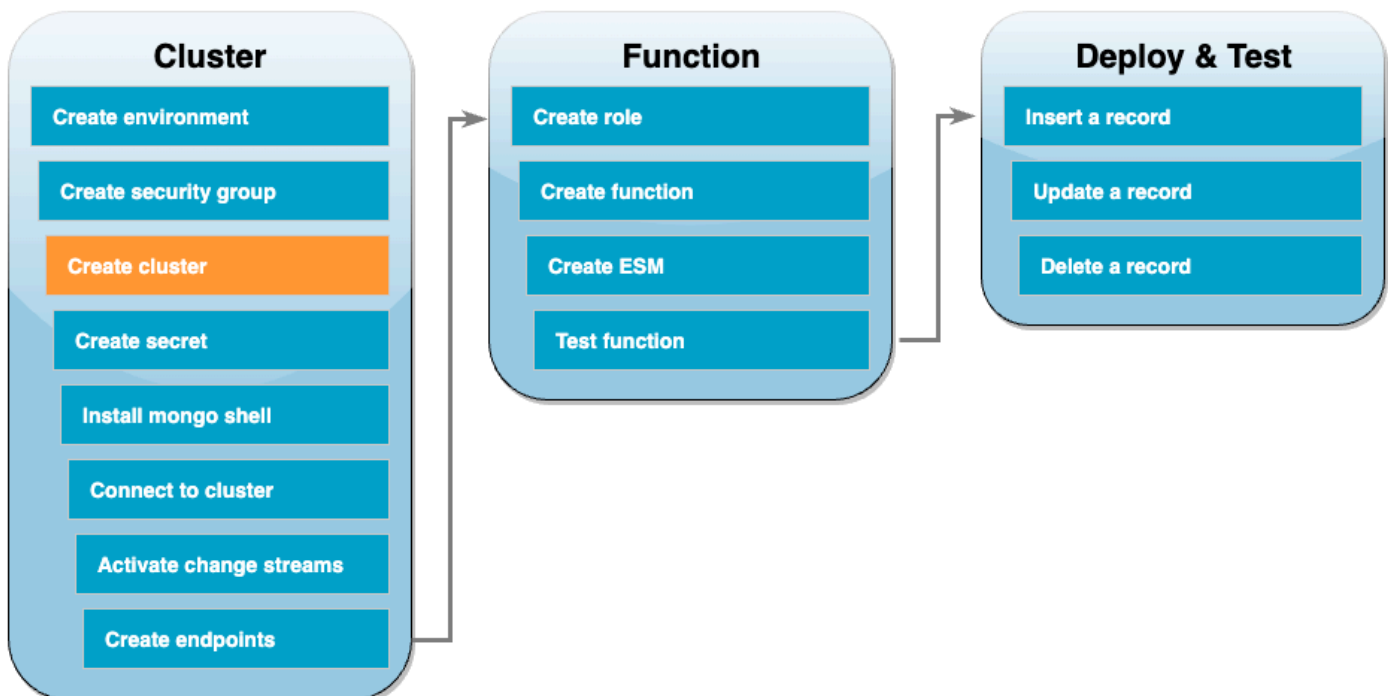 Cluster
Create environment
Create security group
Create cluster
Create secret
Install mongo shell
Connect to cluster
Activate change streams
Create endpoints
Function
Create role
Create function
Create ESM
Test function
Deploy & Test
Insert a record
Update a record
Delete a record